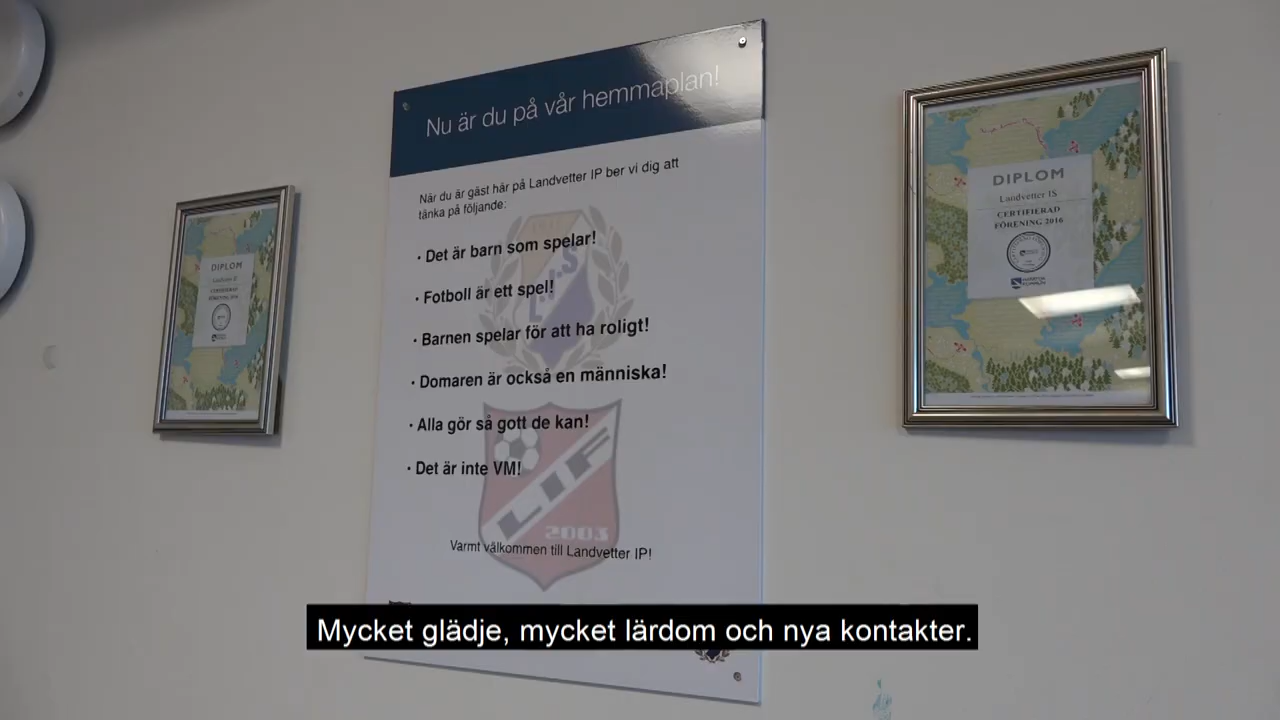 Nu är du på vår hemmaplan!
När du är gäst här på Landvetter IP ber vi dig att
tänka på följande:
· Det är barn som spelar!
· Fotboll är ett spel!
· Barnen spelar för att ha roligt!
· Domaren är också en människa!
· Alla gör så gott de kan!
· Det är inte VM!
LIF
2003
Varmt välkommen till Landvetter IP!
DIPLOM
DIPLOM
Landvetter IS
CERTIFIERAD
FÖRENING 2016
Mycket glädje, mycket lärdom och nya kontakter.